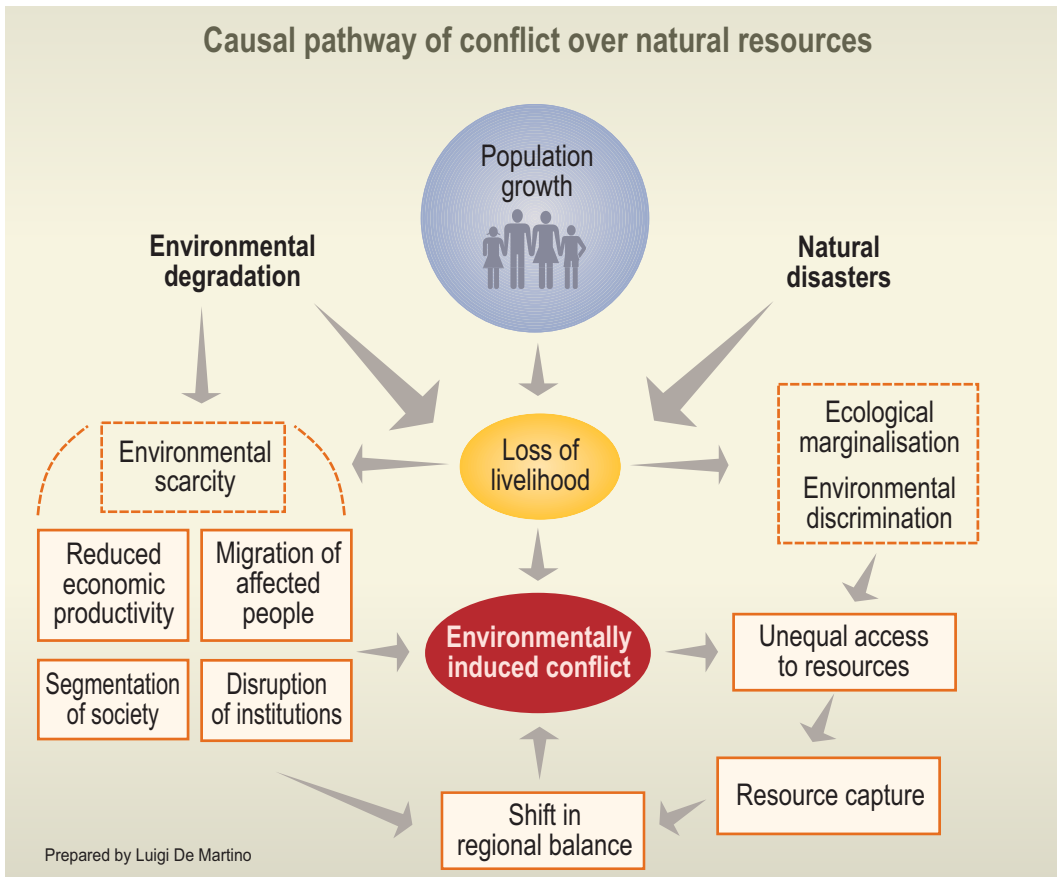 Causal pathway of conflict over natural resources
Population
growth
Environmental
degradation
Natural
disasters
Loss of
livelihood
Environmental
scarcity
Ecological
marginalisation
Environmental
discrimination
Reduced
economic
productivity
Migration of
affected
people
Segmentation
of society
Disruption
of institutions
Environmentally
induced conflict
Unequal access
to resources
Resource capture
Shift in
regional balance
Prepared by Luigi De Martino